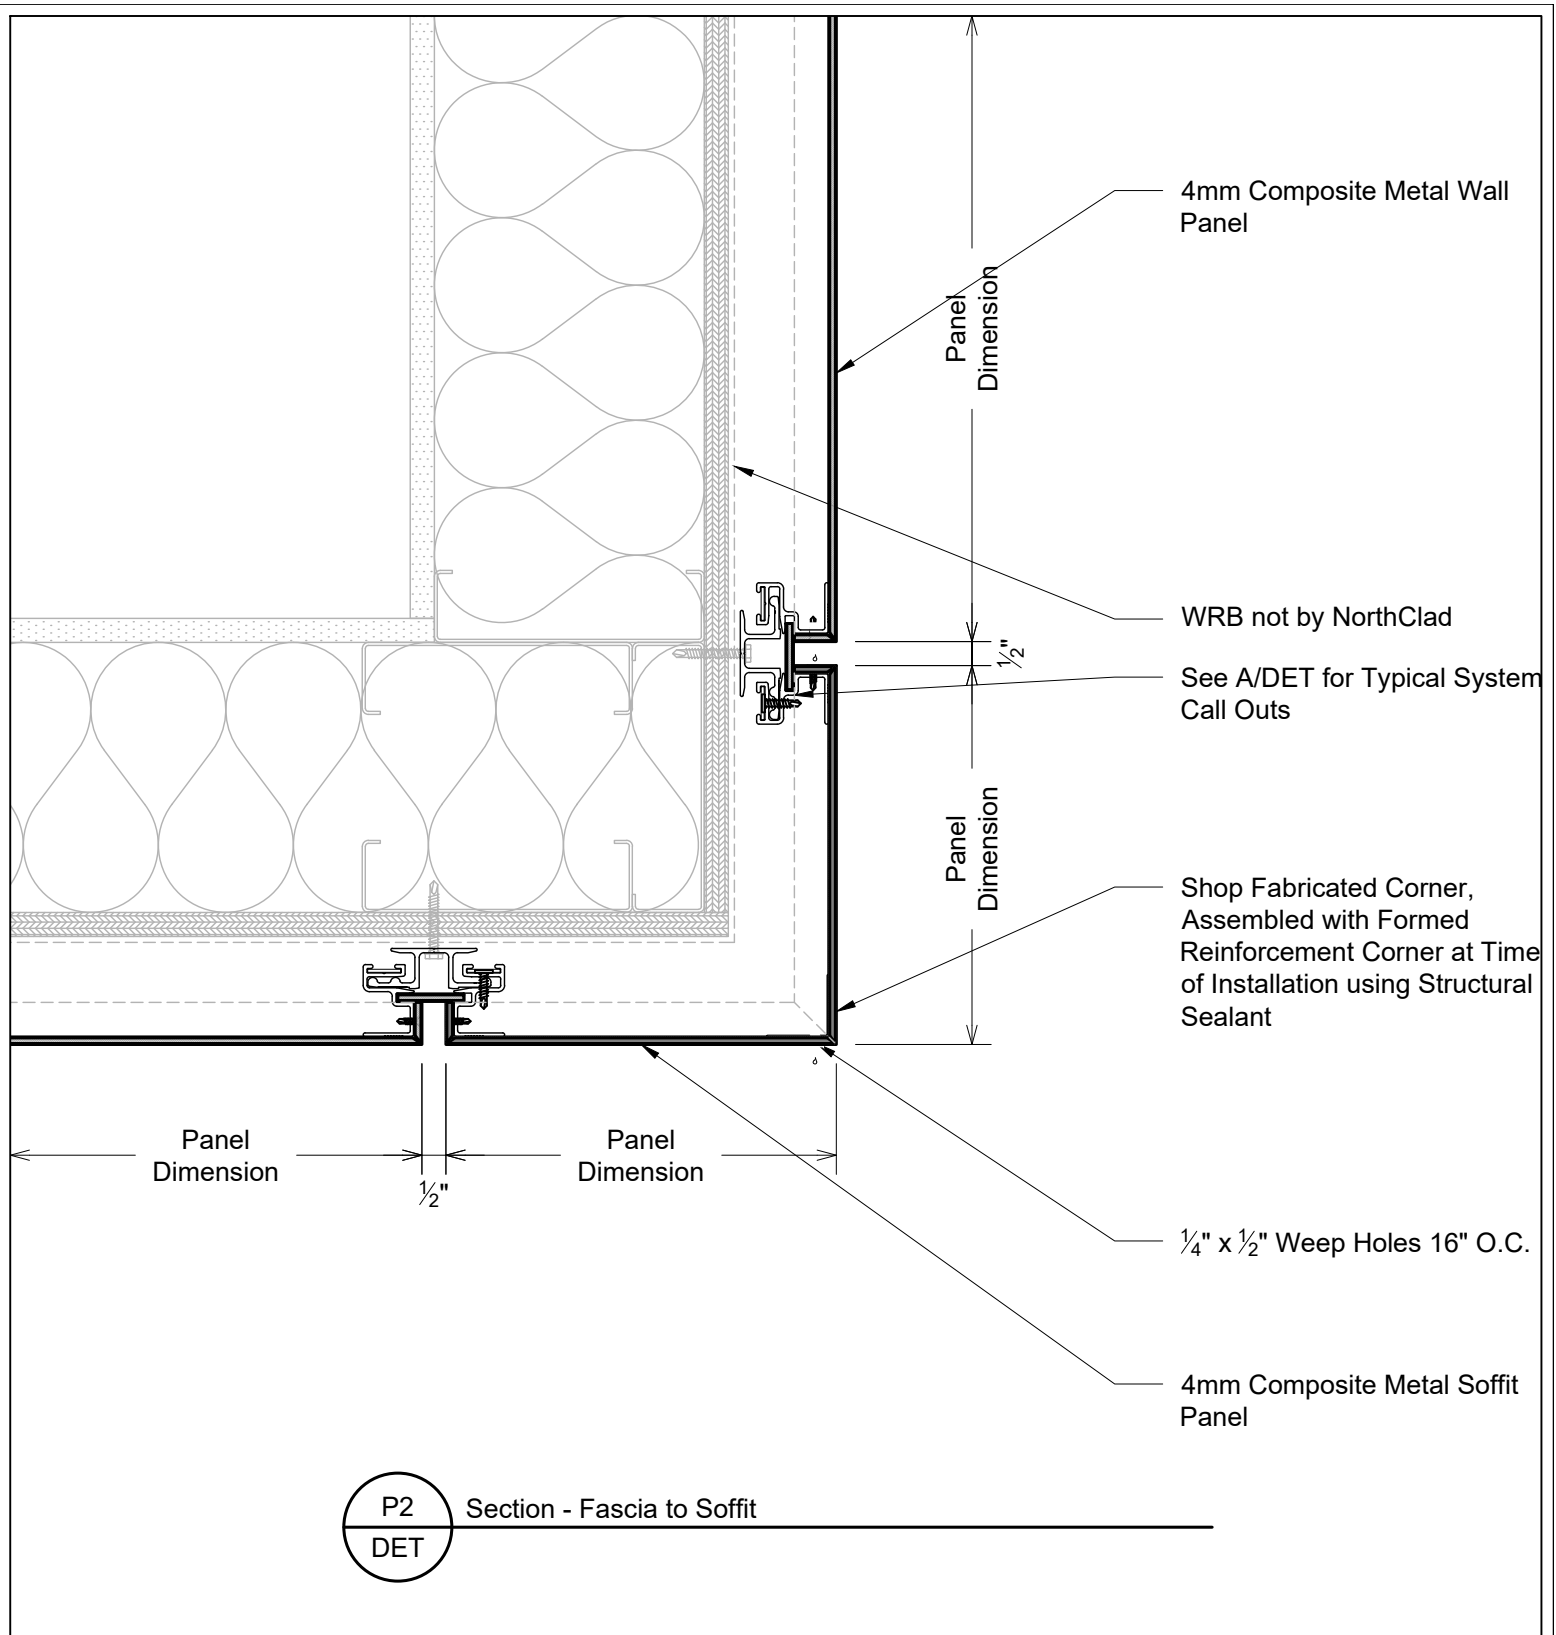 4mm Composite Metal Wall
Panel
Panel
Dimension
WRB not by NorthClad
½"
See A/DET for Typical System
Call Outs
Panel
Dimension
Shop Fabricated Corner,
Assembled with Formed
Reinforcement Corner at Time
of Installation using Structural
Sealant
Panel
Dimension
Panel
Dimension
½"
¼" x ½" Weep Holes 16" O.C.
4mm Composite Metal Soffit
Panel
P2
Section - Fascia to Soffit
DET